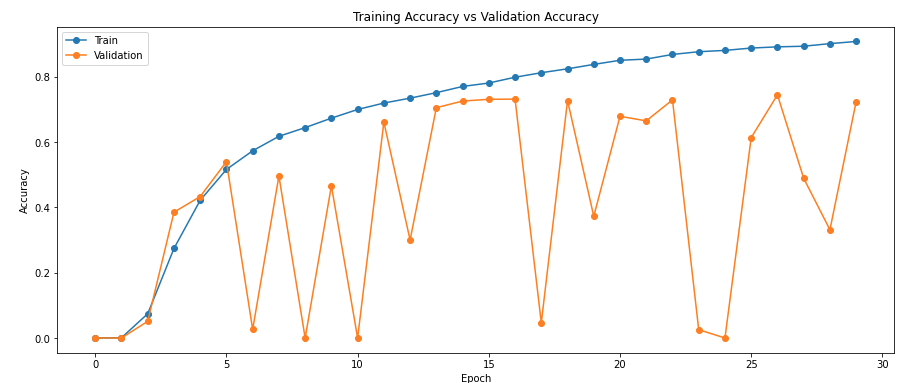 Training Accuracy vs Validation Accuracy
Train
Validation
Accuracy
0.8
0.6
0.4
0.2
0.0
0 5 10 15 20 25 30
Epoch